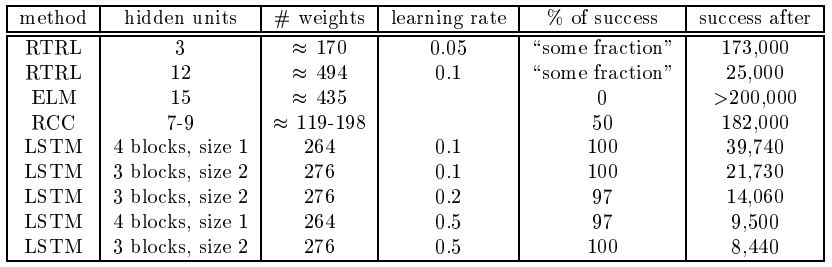 method hidden units # weights learning rate % of success success after
RTRL 3 ≈ 170 0.05 “some fraction” 173,000
RTRL 12 ≈ 494 0.1 “some fraction” 25,000
ELM 15 ≈ 435 0 >200,000
RCC 7-9 ≈ 119-198 50 182,000
LSTM 4 blocks, size 1 264 0.1 100 39,740
LSTM 3 blocks, size 2 276 0.1 100 21,730
LSTM 3 blocks, size 2 276 0.2 97 14,060
LSTM 4 blocks, size 1 264 0.5 97 9,500
LSTM 3 blocks, size 2 276 0.5 100 8,440